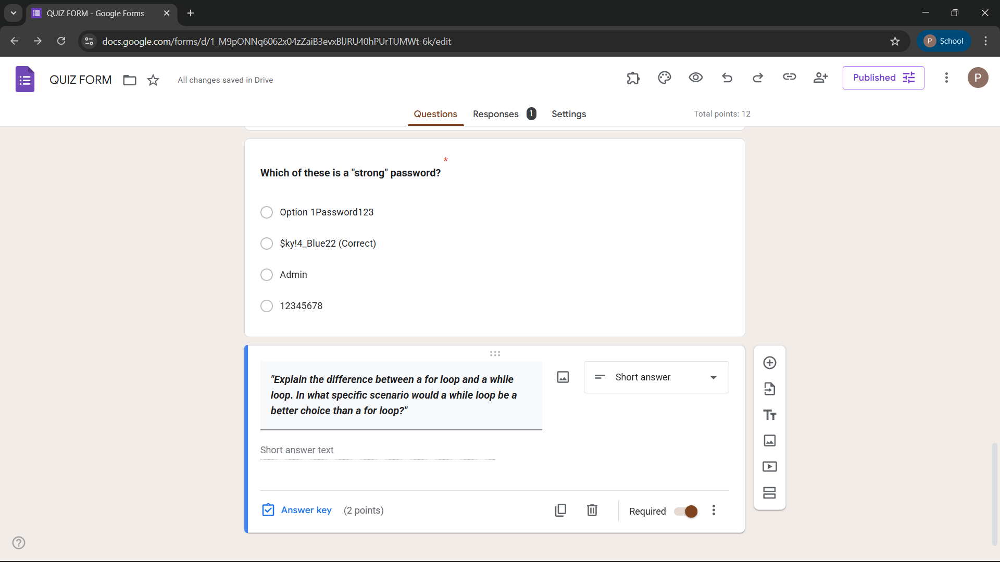 QUIZ FORM - Google Forms
docs.google.com/forms/d/1_M9pONNq6062x04zZaiB3evxBIJRU40hPUrTUMWt-6k/edit
P School
QUIZ FORM
All changes saved in Drive
Published
P
Questions
Responses 1
Settings
Total points: 12
*
Which of these is a "strong" password?
Option 1Password123
$ky!4_Blue22 (Correct)
Admin
12345678
"Explain the difference between a for loop and a while
loop. In what specific scenario would a while loop be a
better choice than a for loop?"
Short answer
Short answer text
Answer key
(2 points)
Required